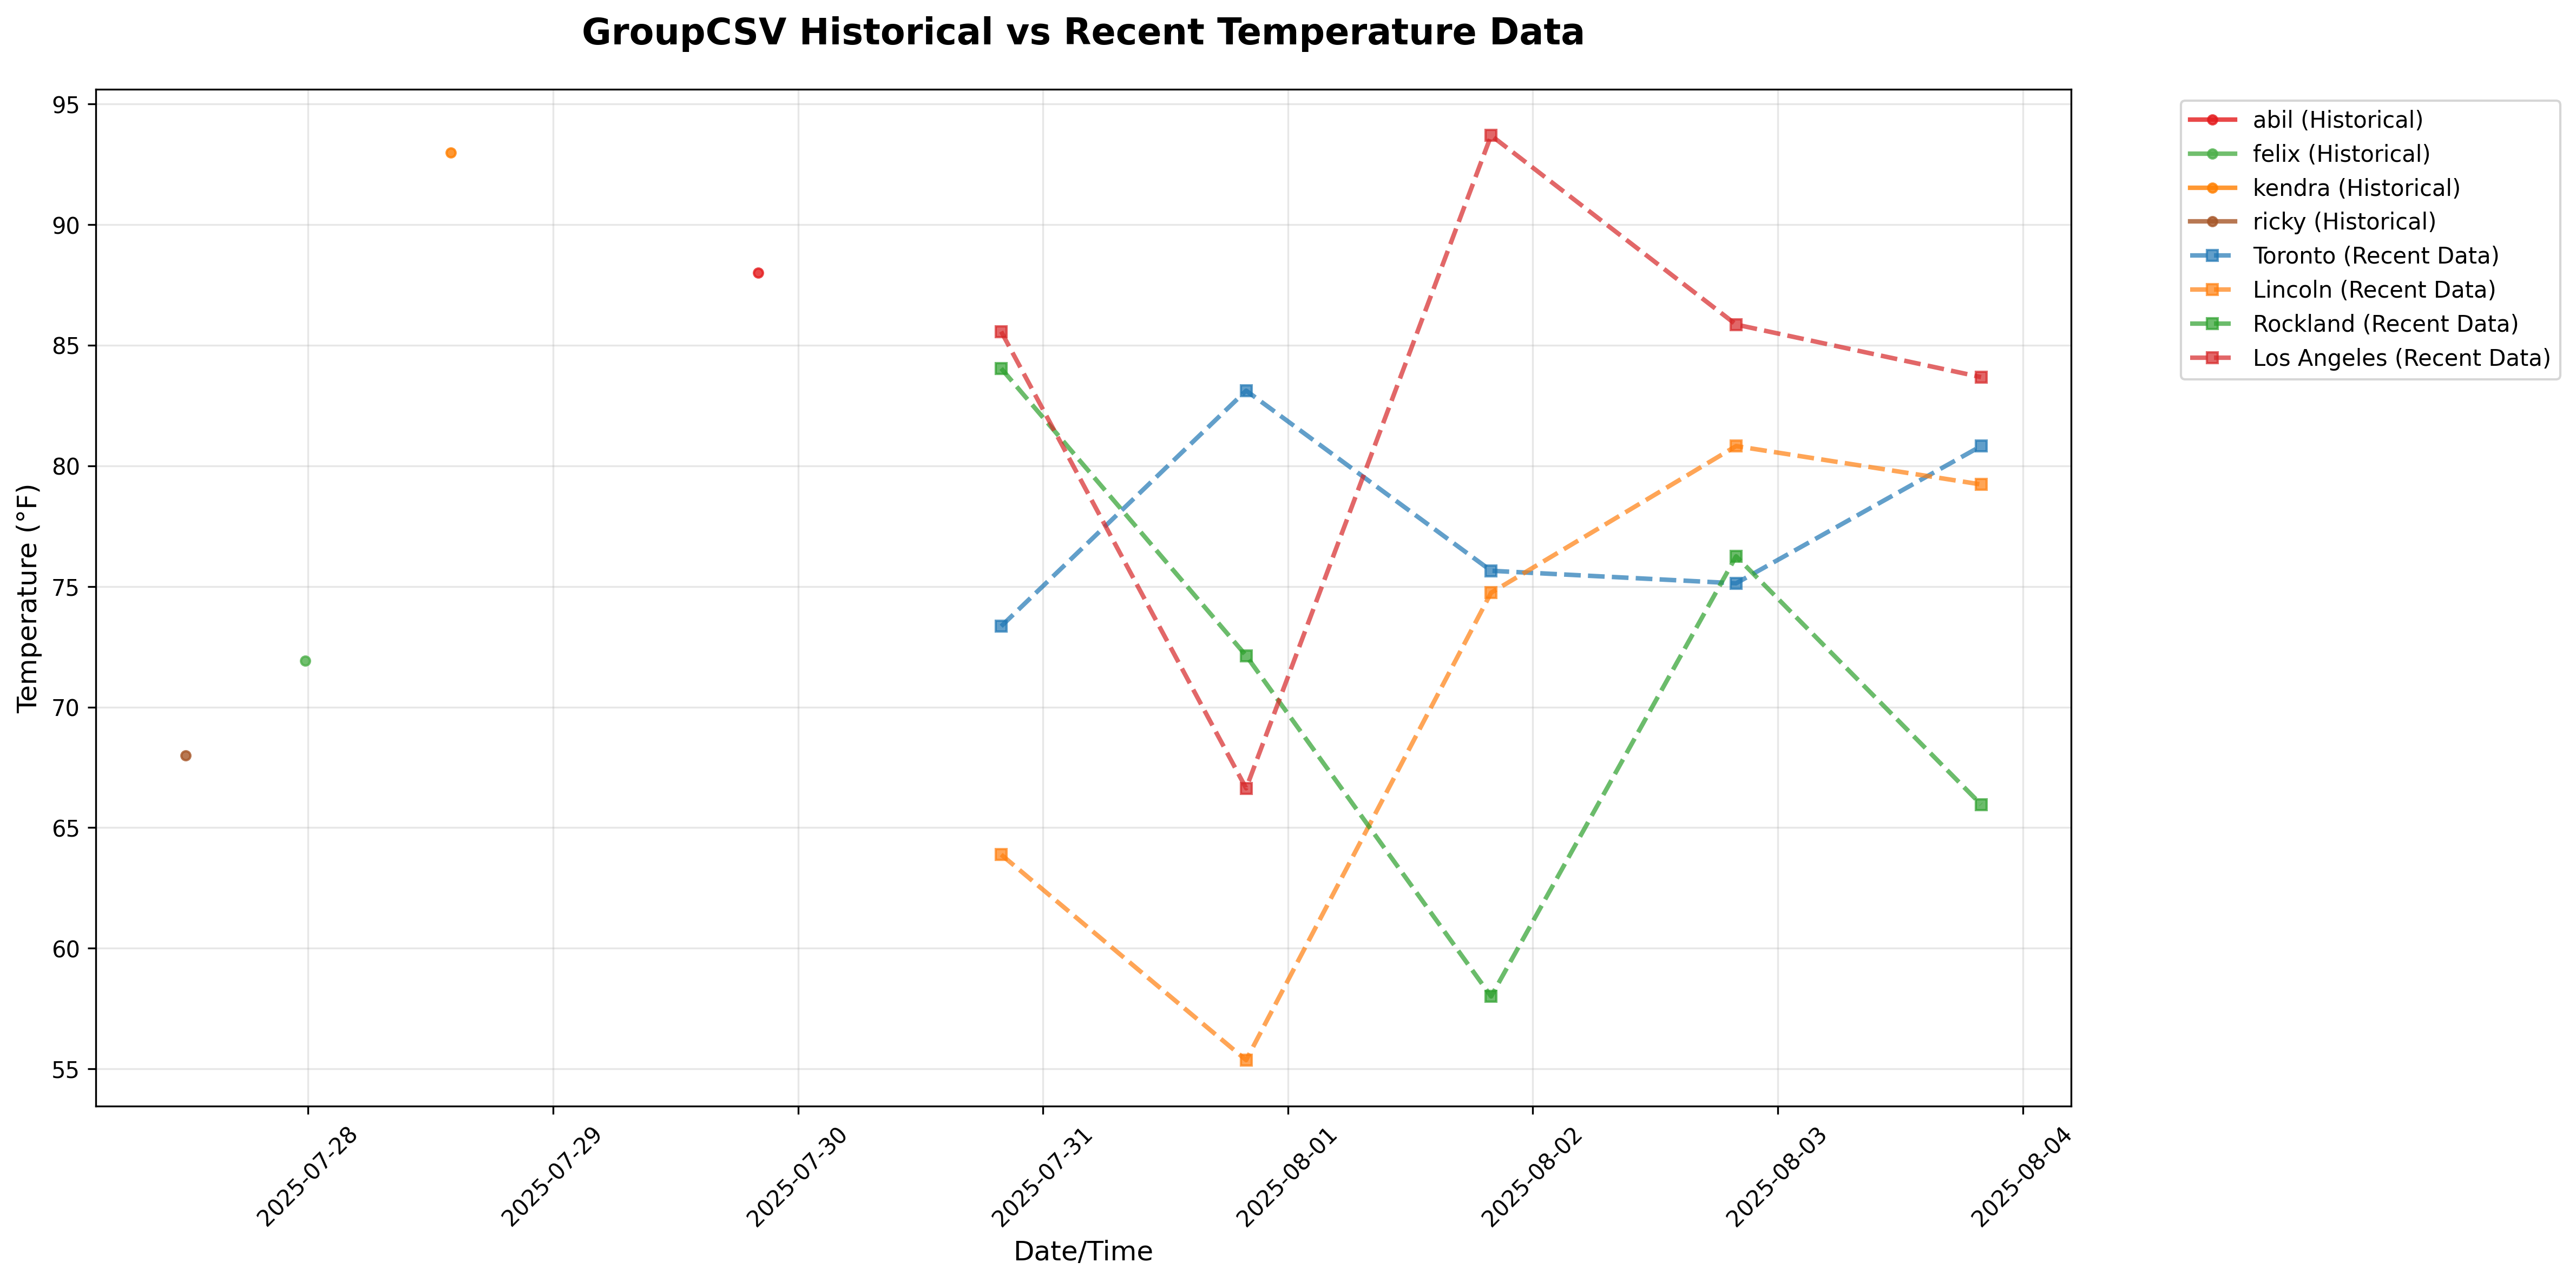 GroupCSV Historical vs Recent Temperature Data
95
90
85
80
75
70
65
60
55
Temperature (°F)
2025-07-28
2025-07-29
2025-07-30
2025-07-31
2025-08-01
2025-08-02
2025-08-03
2025-08-04
Date/Time
abil (Historical)
felix (Historical)
kendra (Historical)
ricky (Historical)
Toronto (Recent Data)
Lincoln (Recent Data)
Rockland (Recent Data)
Los Angeles (Recent Data)